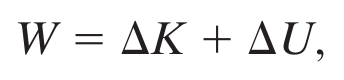 W = ΔK + ΔU,